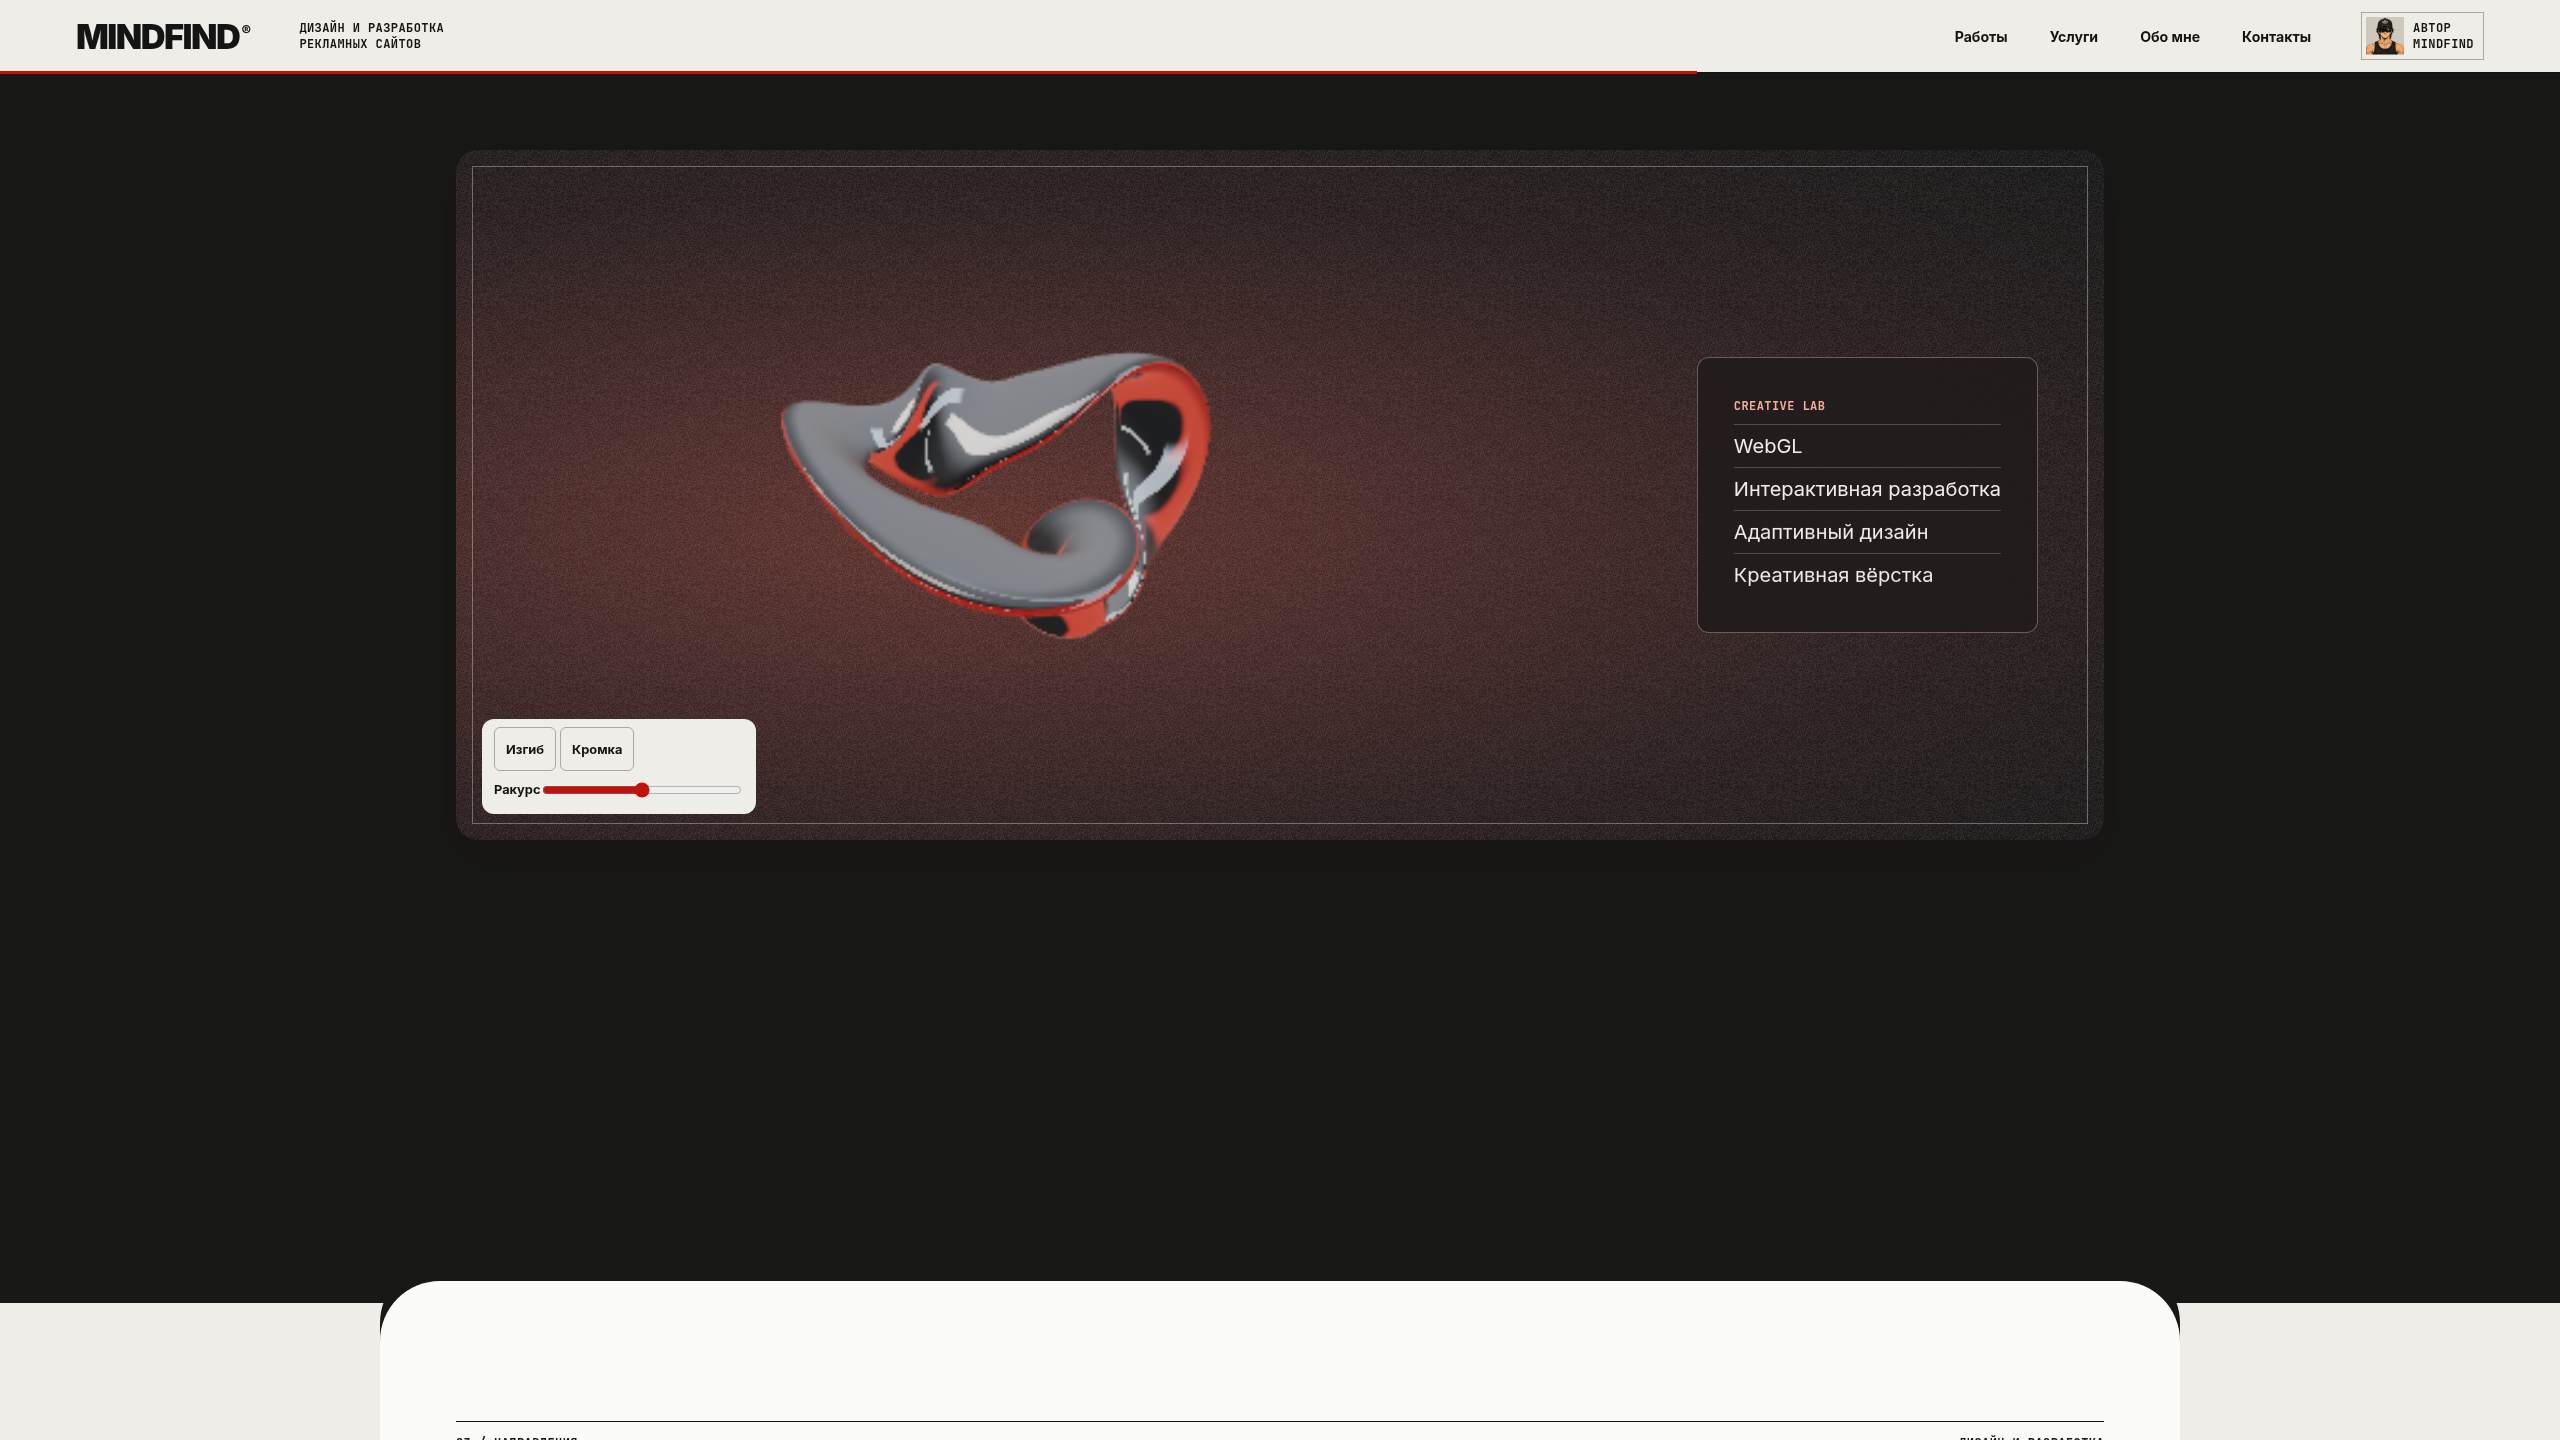 MINDFIND®
ДИЗАЙН И РАЗРАБОТКА
РЕКЛАМНЫХ САЙТОВ
Работы
Услуги
Обо мне
Контакты
АВТОР
MINDFIND
CREATIVE LAB
WebGL
Интерактивная разработка
Адаптивный дизайн
Креативная вёрстка
Изгиб
Кромка
Ракурс